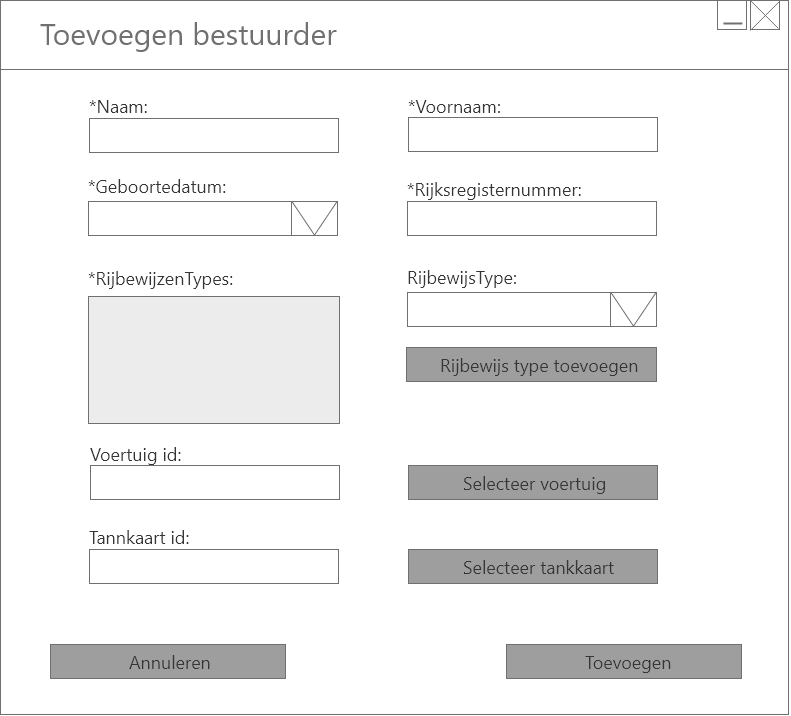 Toevoegen bestuurder
*Naam:
*Voornaam:
*Geboortedatum:
*Rijksregisternummer:
*RijbewijzenTypes:
RijbewijsType:
Rijbewijs type toevoegen
Voertuig id:
Selecteer voertuig
Tannkaart id:
Selecteer tankkaart
Annuleren
Toevoegen